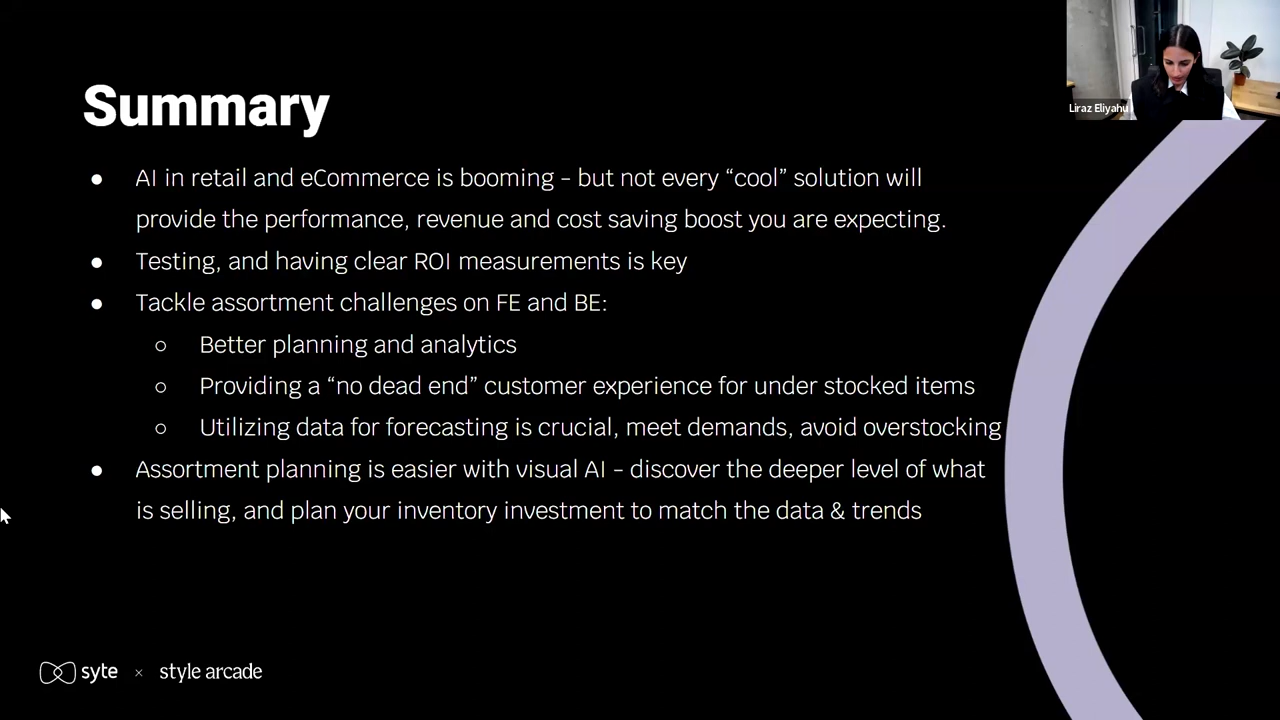 Liraz Eliyahu
Summary
● AI in retail and eCommerce is booming - but not every “cool” solution will
provide the performance, revenue and cost saving boost you are expecting.
● Testing, and having clear ROI measurements is key
● Tackle assortment challenges on FE and BE:
○ Better planning and analytics
○ Providing a “no dead end” customer experience for under stocked items
○ Utilizing data for forecasting is crucial, meet demands, avoid overstocking
● Assortment planning is easier with visual AI - discover the deeper level of what
is selling, and plan your inventory investment to match the data & trends
syte × style arcade